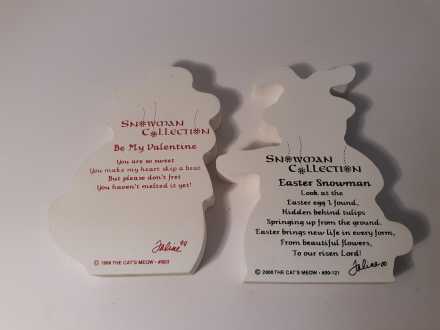 Snowman
Collection
Be My Valentine
You are so sweet
You make my heart skip a beat
But please don't fret
You haven't melted it yet!
Faline 99
THE CAT'S MEOW
Snowman
Collection
Easter Snowman
Look at the
Easter egg I found,
Hidden behind tulips
Springing up from the ground.
Easter brings new life in every form,
From beautiful flowers,
To our risen Lord!
Faline 00
© 2000 THE CAT'S MEOW